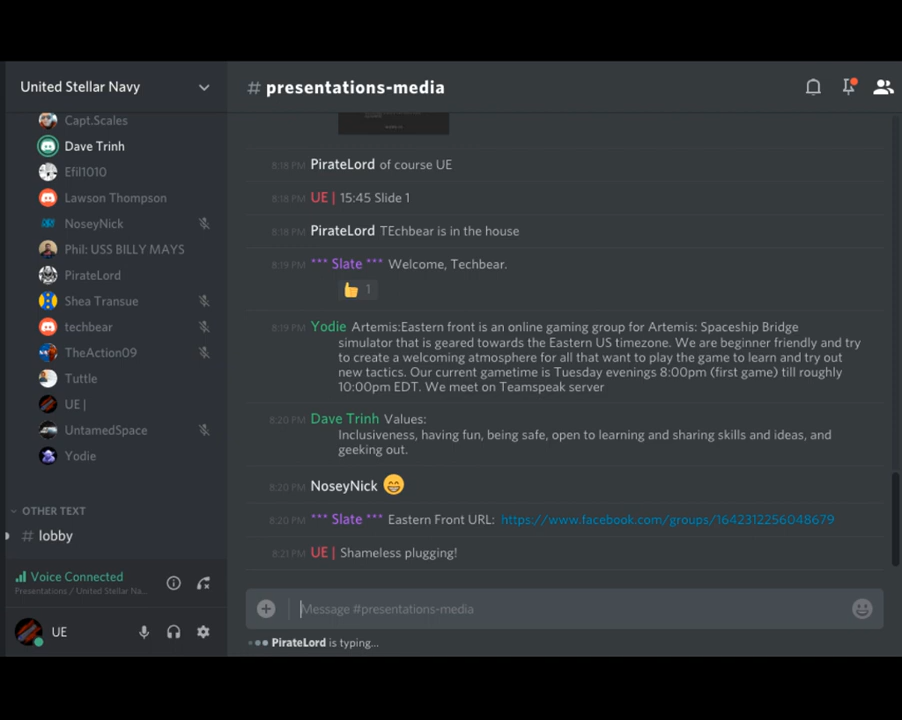 United Stellar Navy
Capt.Scales
Dave Trinh
Efil1010
Lawson Thompson
NoseyNick
Phil: USS BILLY MAYS
PirateLord
Shea Transue
techbear
TheAction09
Tuttle
UE |
UntamedSpace
Yodie
OTHER TEXT
# lobby
Voice Connected
Presentations / United Stellar Na...
UE
# presentations-media
8:18 PM PirateLord of course UE
8:18 PM UE | 15:45 Slide 1
8:18 PM PirateLord TEchbear is in the house
8:19 PM *** Slate *** Welcome, Techbear.
👍 1
8:19 PM Yodie Artemis:Eastern front is an online gaming group for Artemis: Spaceship Bridge
simulator that is geared towards the Eastern US timezone. We are beginner friendly and try
to create a welcoming atmosphere for all that want to play the game to learn and try out
new tactics. Our current gametime is Tuesday evenings 8:00pm (first game) till roughly
10:00pm EDT. We meet on Teamspeak server
8:20 PM Dave Trinh Values:
Inclusiveness, having fun, being safe, open to learning and sharing skills and ideas, and
geeking out.
8:20 PM NoseyNick 😁
8:20 PM *** Slate *** Eastern Front URL: https://www.facebook.com/groups/1642312256048679
8:21 PM UE | Shameless plugging!
Message #presentations-media
PirateLord is typing...